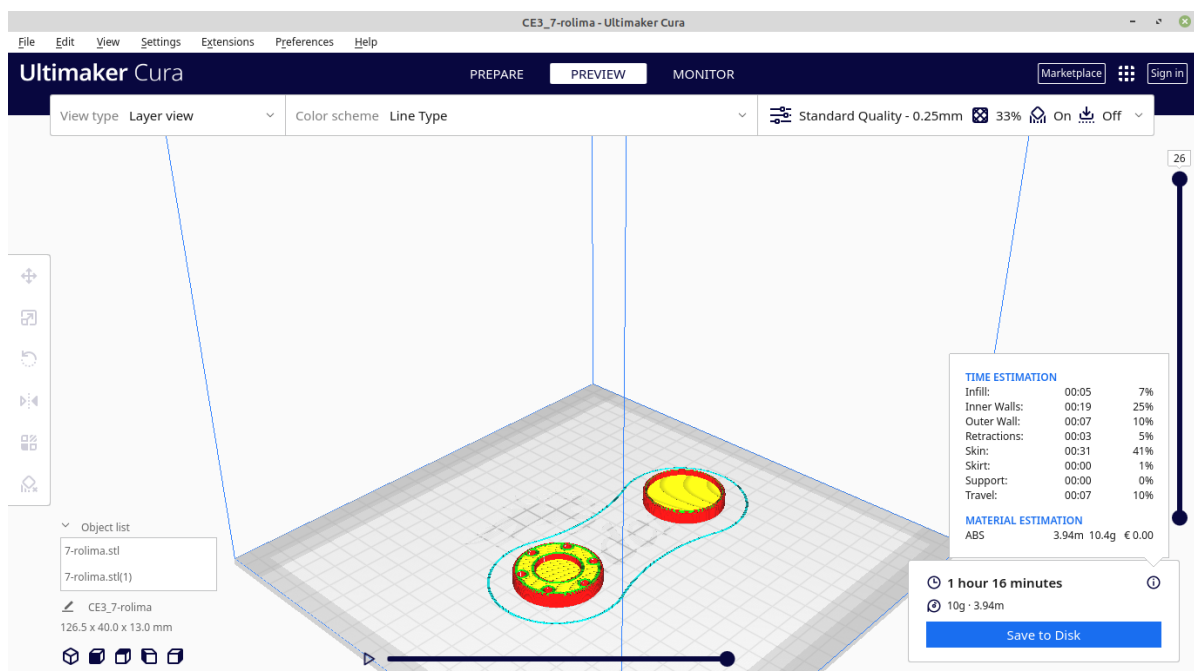 CE3_7-rolima - Ultimaker Cura
File Edit View Settings Extensions Preferences Help
Ultimaker Cura PREPARE PREVIEW MONITOR Marketplace Sign in
View type Layer view Color scheme Line Type Standard Quality - 0.25mm 33% On Off
26
TIME ESTIMATION
Infill: 00:05 7%
Inner Walls: 00:19 25%
Outer Wall: 00:07 10%
Retractions: 00:03 5%
Skin: 00:31 41%
Skirt: 00:00 1%
Support: 00:00 0%
Travel: 00:07 10%
MATERIAL ESTIMATION
ABS 3.94m 10.4g € 0.00
Object list
7-rolima.stl
7-rolima.stl(1)
CE3_7-rolima
126.5 x 40.0 x 13.0 mm
1 hour 16 minutes
10g · 3.94m
Save to Disk